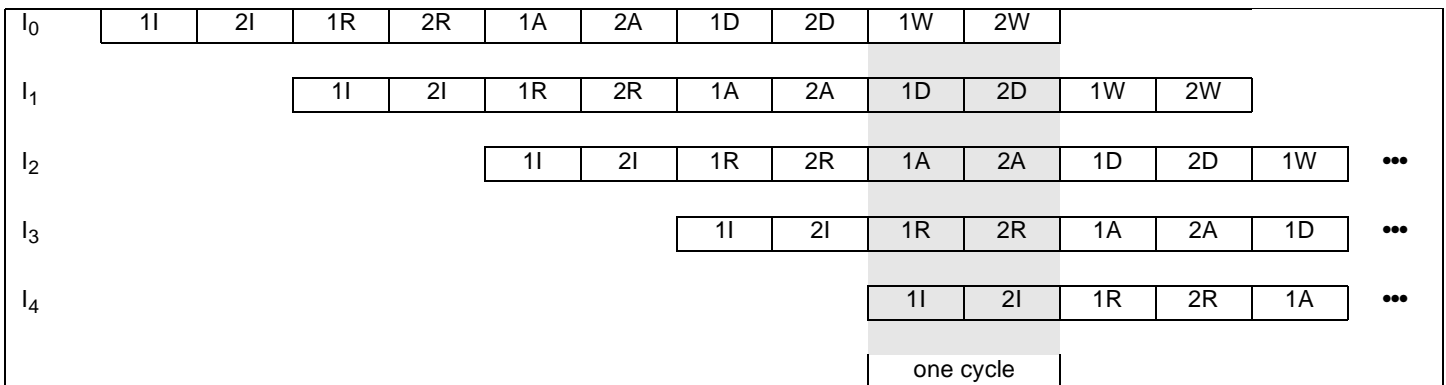 I0 1I 2I 1R 2R 1A 2A 1D 2D 1W 2W
I1 1I 2I 1R 2R 1A 2A 1D 2D 1W 2W
I2 1I 2I 1R 2R 1A 2A 1D 2D 1W •••
I3 1I 2I 1R 2R 1A 2A 1D •••
I4 1I 2I 1R 2R 1A •••
one cycle